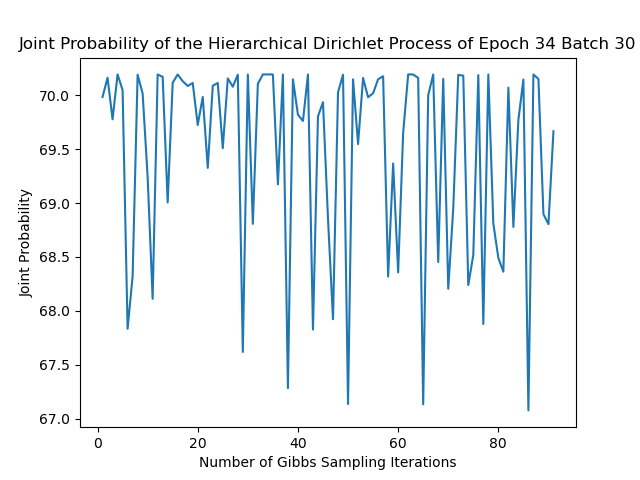 Joint Probability of the Hierarchical Dirichlet Process of Epoch 34 Batch 30
Joint Probability
70.0
69.5
69.0
68.5
68.0
67.5
67.0
0 20 40 60 80
Number of Gibbs Sampling Iterations